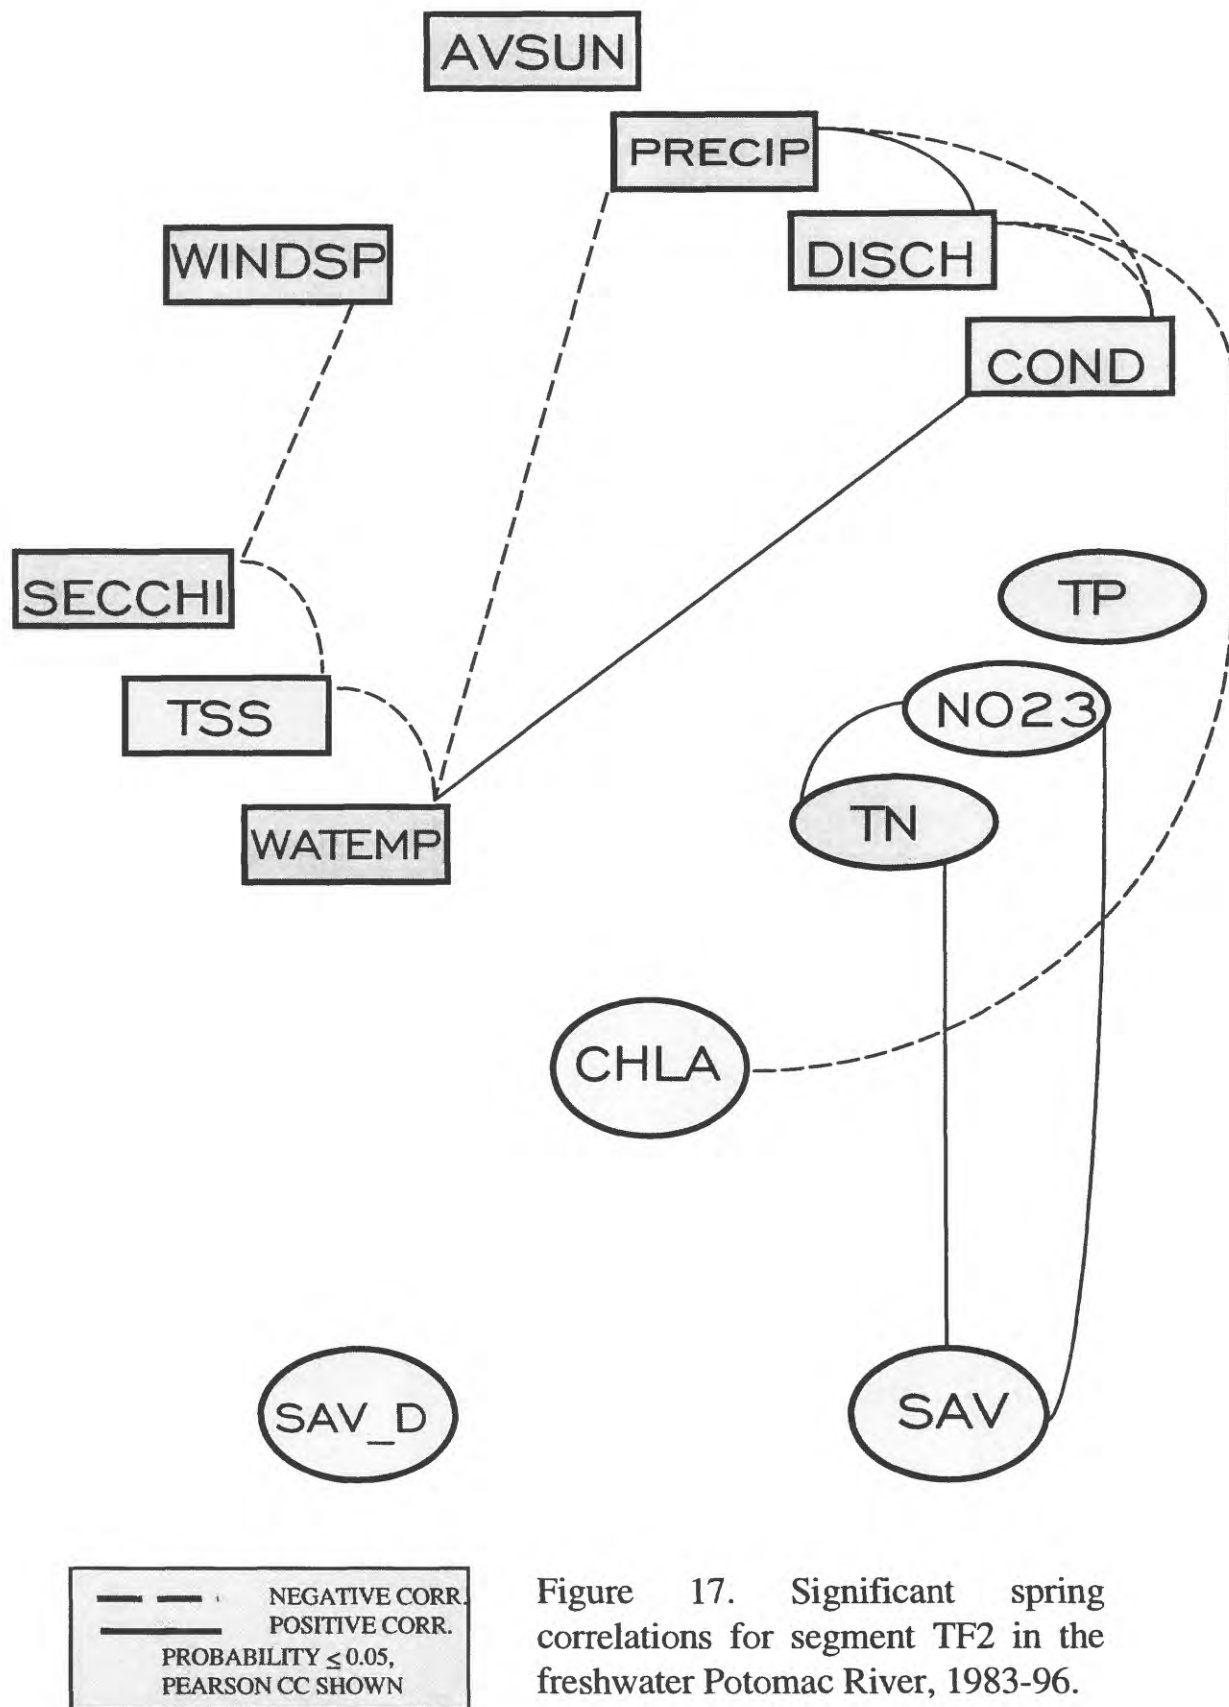 AVSUN
PRECIP
WINDSP
DISCH
COND
SECCHI
TP
TSS
NO23
WATEMP
TN
CHLA
SAV_D
SAV
NEGATIVE CORR.
POSITIVE CORR.
PROBABILITY ≤ 0.05,
PEARSON CC SHOWN
Figure 17. Significant spring
correlations for segment TF2 in the
freshwater Potomac River, 1983-96.